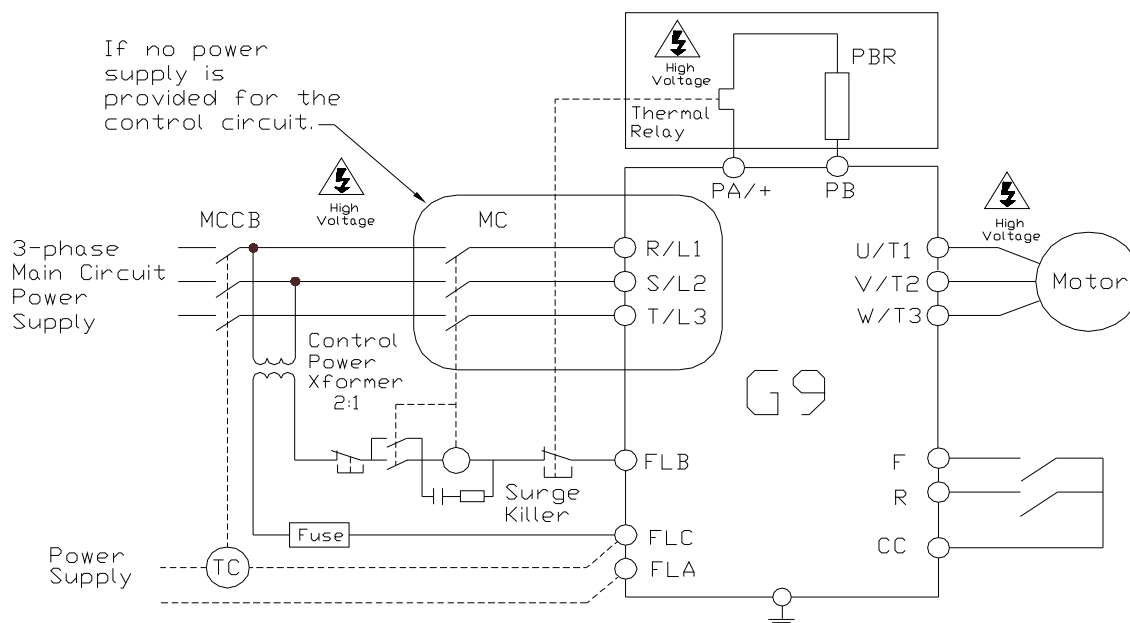 If no power
supply is
provided for the
control circuit.
High
Voltage
PBR
Thermal
Relay
PA/+
PB
High
Voltage
MCCB
MC
High
Voltage
3-phase
Main Circuit
Power
Supply
R/L1
S/L2
T/L3
U/T1
V/T2
W/T3
Motor
Control
Power
Xformer
2:1
G9
FLB
F
R
Surge
Killer
Fuse
FLC
CC
Power
Supply
TC
FLA